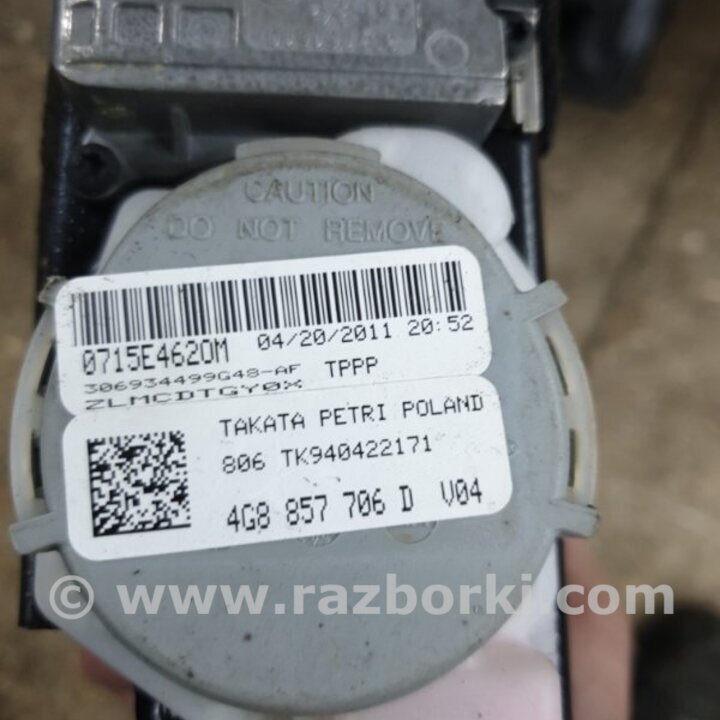 CAUTION
DO NOT REMOVE
0715E4620M 04/20/2011 20:52
306934499G48-AF TPPP
ZLMCDTGY0X
TAKATA PETRI POLAND
806 TK940422171
4G8 857 706 D V04
© www.razborki.com